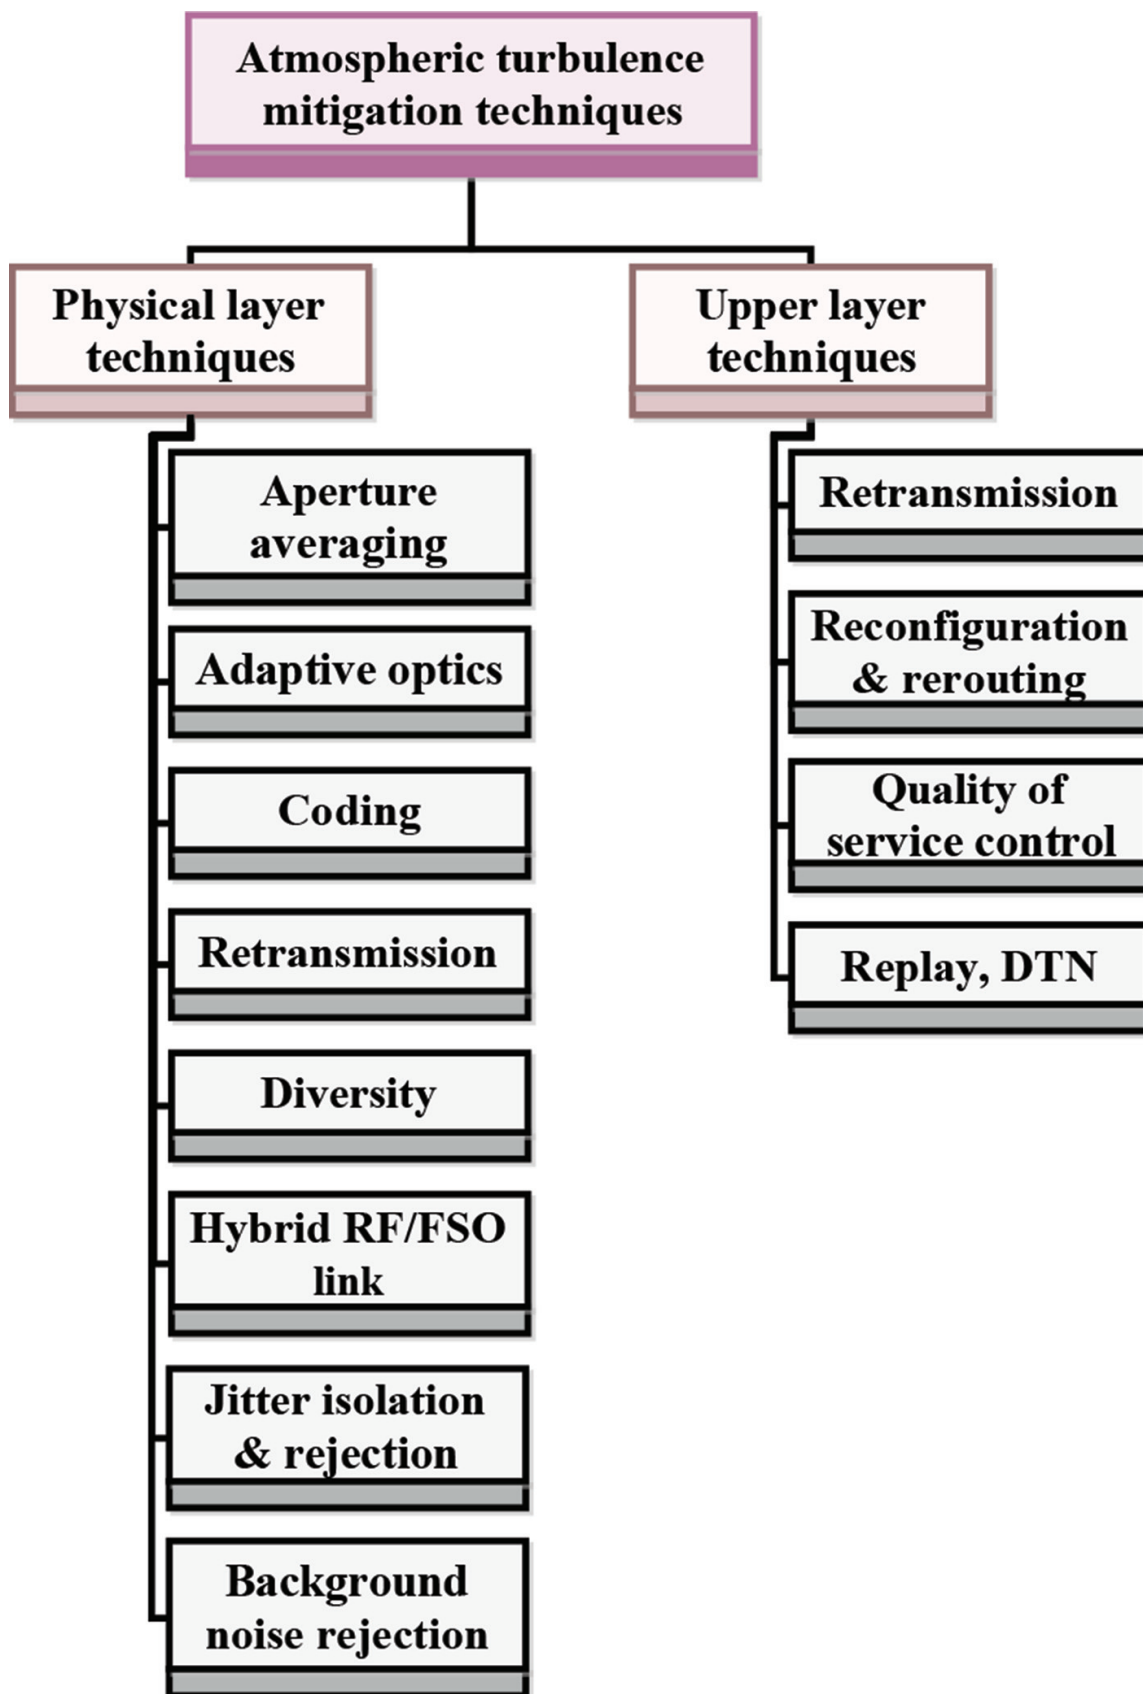 Atmospheric turbulence
mitigation techniques
Physical layer
techniques
Upper layer
techniques
Aperture
averaging
Adaptive optics
Coding
Retransmission
Diversity
Hybrid RF/FSO
link
Jitter isolation
& rejection
Background
noise rejection
Retransmission
Reconfiguration
& rerouting
Quality of
service control
Replay, DTN